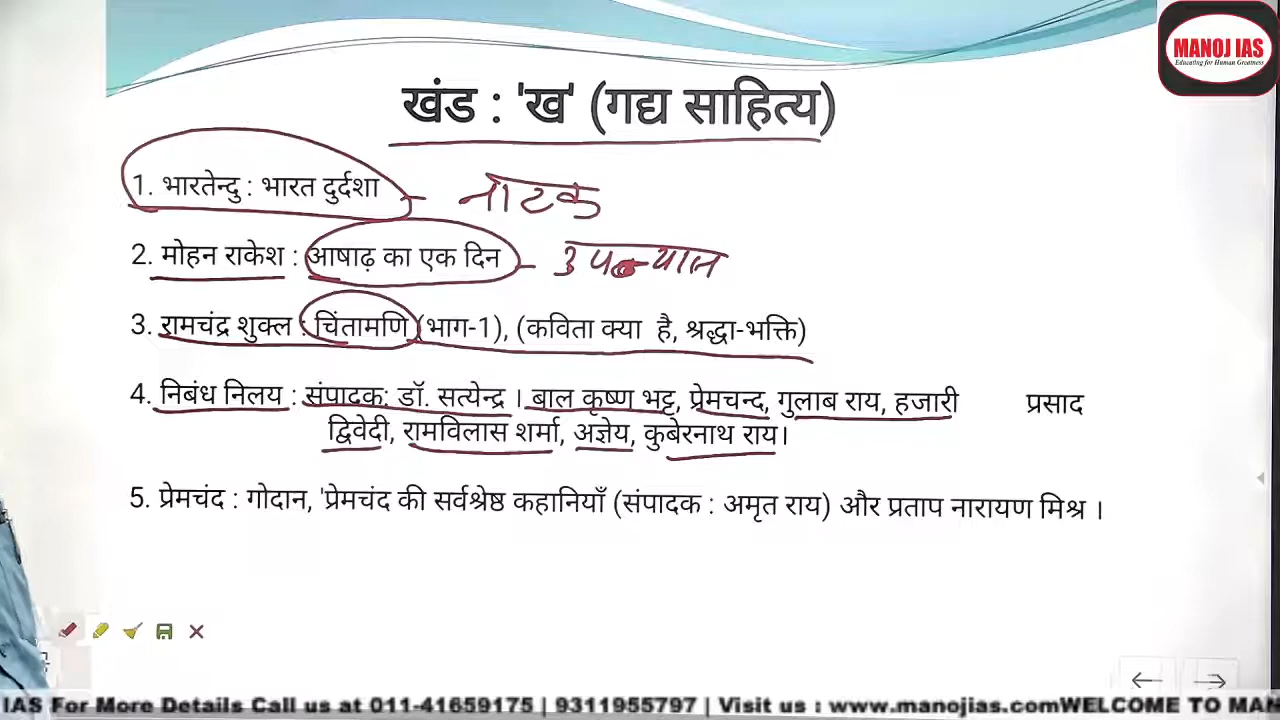 MANOJ IAS
Educating for Human Greatness
खंड : 'ख' (गद्य साहित्य)
1. भारतेन्दु : भारत दुर्दशा - नाटक
2. मोहन राकेश : आषाढ़ का एक दिन - उपन्यास
3. रामचंद्र शुक्ल : चिंतामणि (भाग-1), (कविता क्या है, श्रद्धा-भक्ति)
4. निबंध निलय : संपादक: डॉ. सत्येन्द्र । बाल कृष्ण भट्ट, प्रेमचन्द, गुलाब राय, हजारी प्रसाद
द्विवेदी, रामविलास शर्मा, अज्ञेय, कुबेरनाथ राय।
5. प्रेमचंद : गोदान, 'प्रेमचंद की सर्वश्रेष्ठ कहानियाँ (संपादक : अमृत राय) और प्रताप नारायण मिश्र ।
IAS For More Details Call us at 011-41659175 | 9311955797 | Visit us : www.manojias.comWELCOME TO MAN